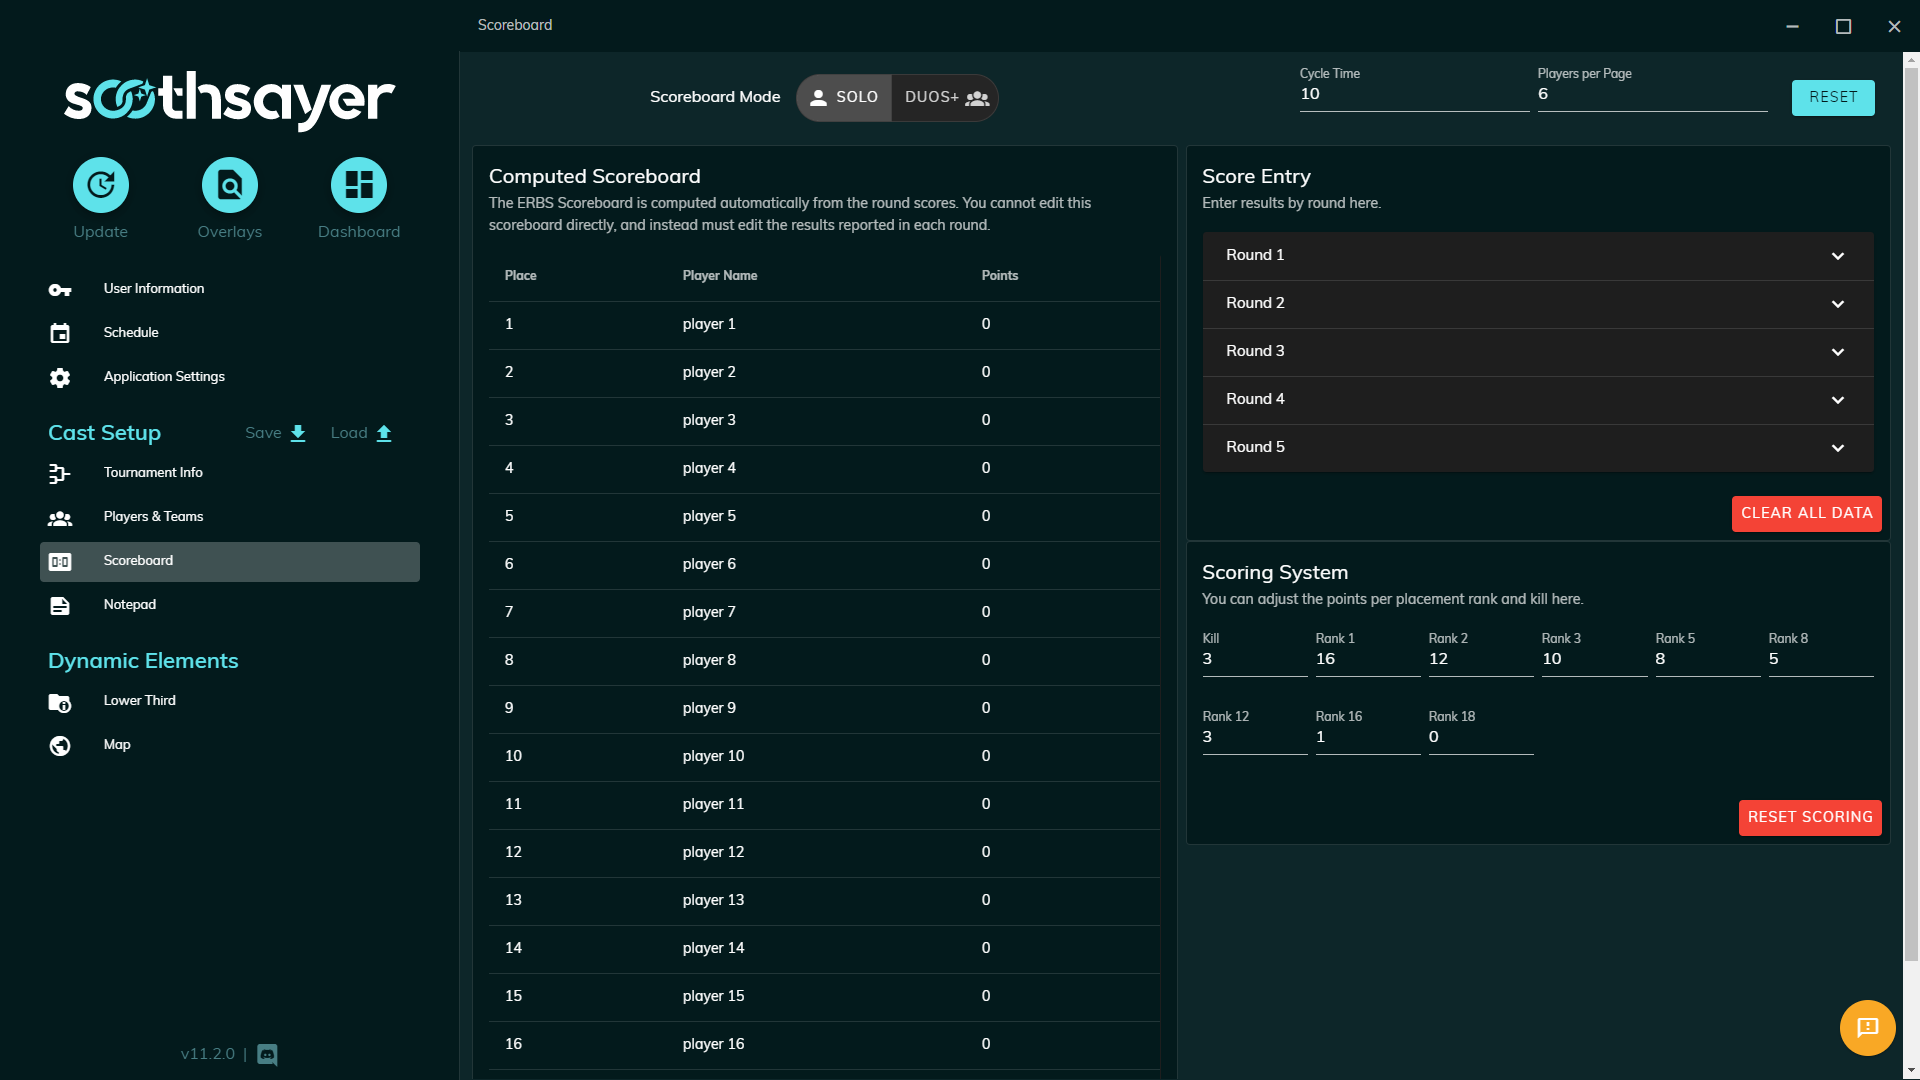 Scoreboard
soothsayer
Update
Overlays
Dashboard
User Information
Schedule
Application Settings
Cast Setup
Save
Load
Tournament Info
Players & Teams
Scoreboard
Notepad
Dynamic Elements
Lower Third
Map
v11.2.0 |
Scoreboard Mode
SOLO
DUOS+
Cycle Time
10
Players per Page
6
RESET
Computed Scoreboard
The ERBS Scoreboard is computed automatically from the round scores. You cannot edit this
scoreboard directly, and instead must edit the results reported in each round.
Place Player Name Points
1 player 1 0
2 player 2 0
3 player 3 0
4 player 4 0
5 player 5 0
6 player 6 0
7 player 7 0
8 player 8 0
9 player 9 0
10 player 10 0
11 player 11 0
12 player 12 0
13 player 13 0
14 player 14 0
15 player 15 0
16 player 16 0
Score Entry
Enter results by round here.
Round 1
Round 2
Round 3
Round 4
Round 5
CLEAR ALL DATA
Scoring System
You can adjust the points per placement rank and kill here.
Kill Rank 1 Rank 2 Rank 3 Rank 5 Rank 8
3 16 12 10 8 5
Rank 12 Rank 16 Rank 18
3 1 0
RESET SCORING